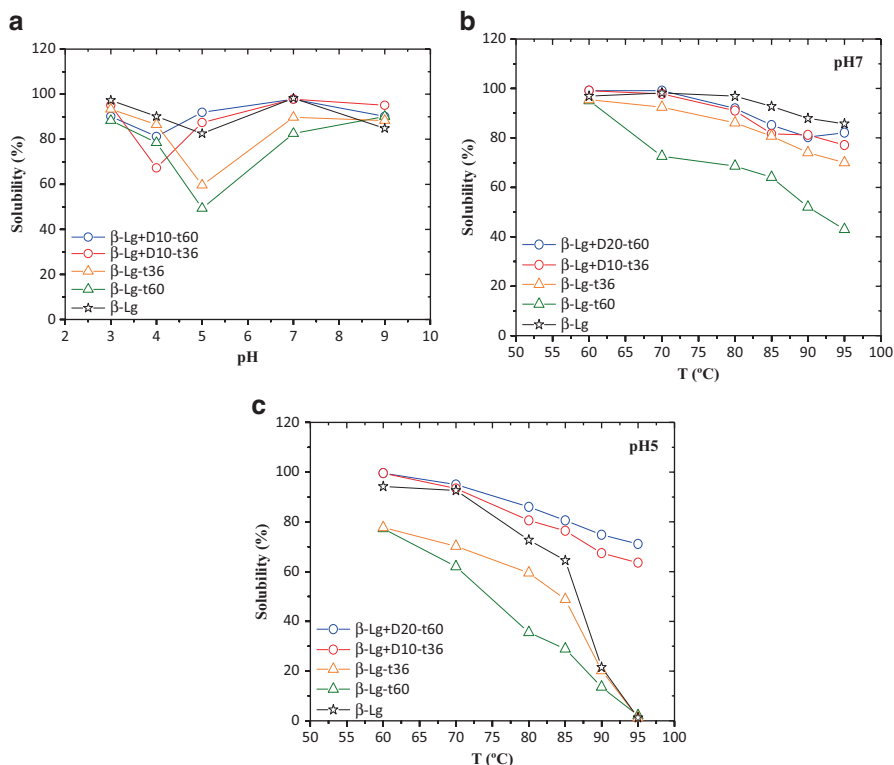 a
120
100
80
60
40
20
0
Solubility (%)
β-Lg+D10-t60
β-Lg+D10-t36
β-Lg-t36
β-Lg-t60
β-Lg
2 3 4 5 6 7 8 9 10
pH
b
pH7
120
100
80
60
40
20
0
Solubility (%)
β-Lg+D20-t60
β-Lg+D10-t36
β-Lg-t36
β-Lg-t60
β-Lg
50 55 60 65 70 75 80 85 90 95 100
T (ºC)
c
pH5
120
100
80
60
40
20
0
Solubility (%)
β-Lg+D20-t60
β-Lg+D10-t36
β-Lg-t36
β-Lg-t60
β-Lg
50 55 60 65 70 75 80 85 90 95 100
T (ºC)